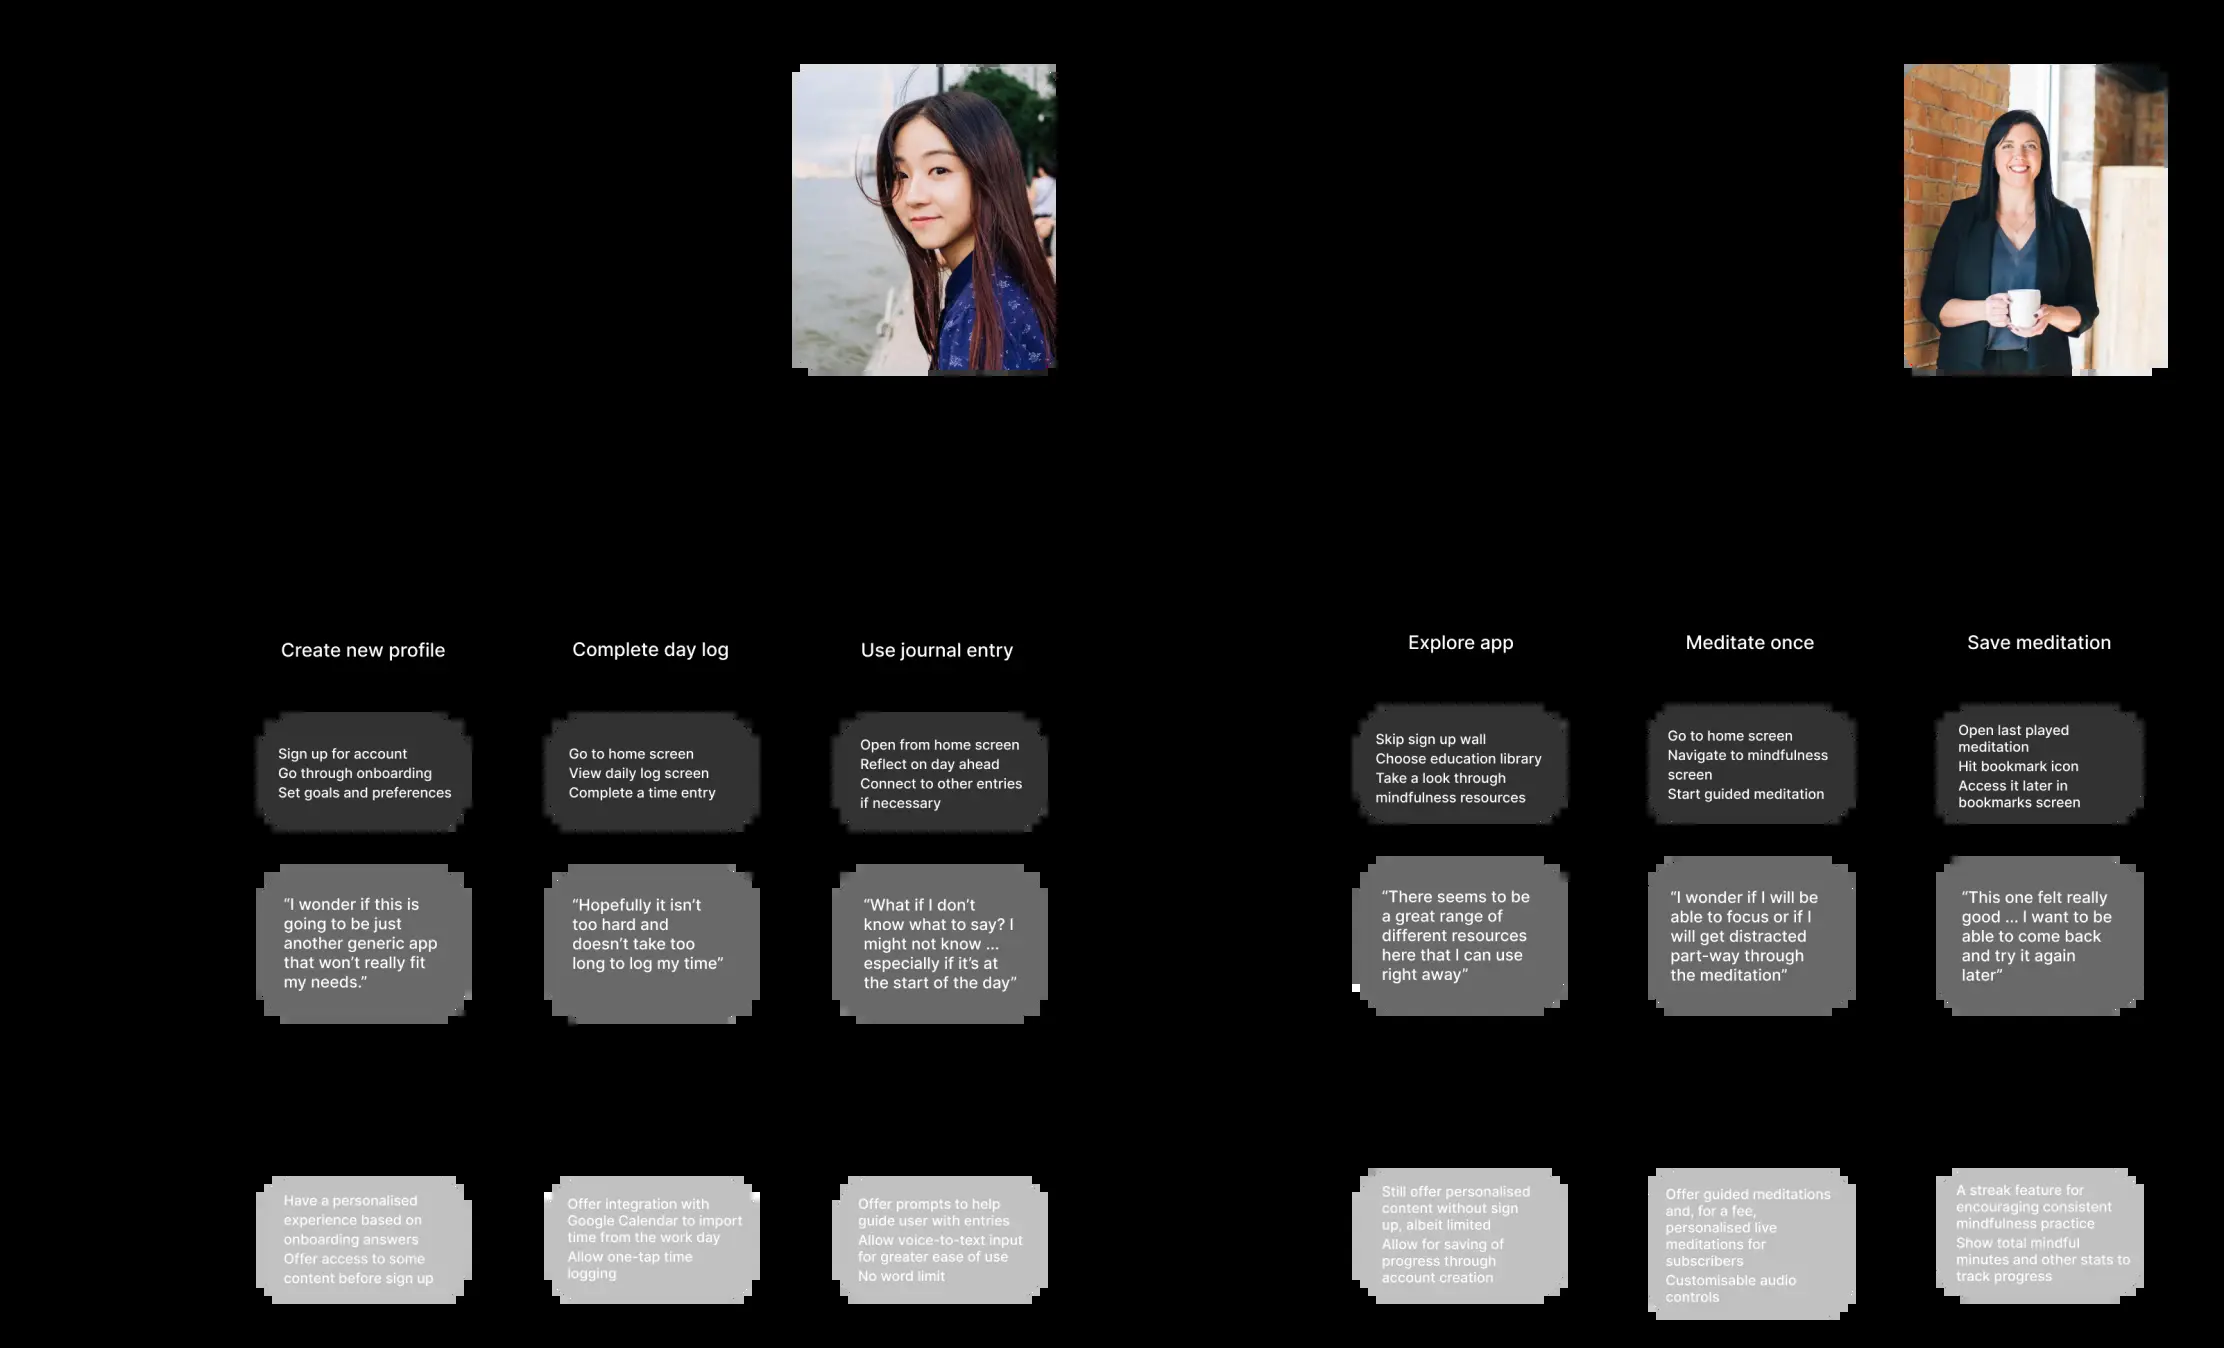 Create new profile
Complete day log
Use journal entry
Sign up for account
Go through onboarding
Set goals and preferences
Go to home screen
View daily log screen
Complete a time entry
Open from home screen
Reflect on day ahead
Connect to other entries
if necessary
“I wonder if this is
going to be just
another generic app
that won’t really fit
my needs.”
“Hopefully it isn’t
too hard and
doesn’t take too
long to log my time”
“What if I don’t
know what to say? I
might not know ...
especially if it’s at
the start of the day”
Have a personalised
experience based on
onboarding answers
Offer access to some
content before sign up
Offer integration with
Google Calendar to import
time from the work day
Allow one-tap time
logging
Offer prompts to help
guide user with entries
Allow voice-to-text input
for greater ease of use
No word limit
Explore app
Meditate once
Save meditation
Skip sign up wall
Choose education library
Take a look through
mindfulness resources
Go to home screen
Navigate to mindfulness
screen
Start guided meditation
Open last played
meditation
Hit bookmark icon
Access it later in
bookmarks screen
“There seems to be
a great range of
different resources
here that I can use
right away”
“I wonder if I will be
able to focus or if I
will get distracted
part-way through
the meditation”
“This one felt really
good ... I want to be
able to come back
and try it again
later”
Still offer personalised
content without sign
up, albeit limited
Allow for saving of
progress through
account creation
Offer guided meditations
and, for a fee,
personalised live
meditations for
subscribers
Customisable audio
controls
A streak feature for
encouraging consistent
mindfulness practice
Show total mindful
minutes and other stats to
track progress